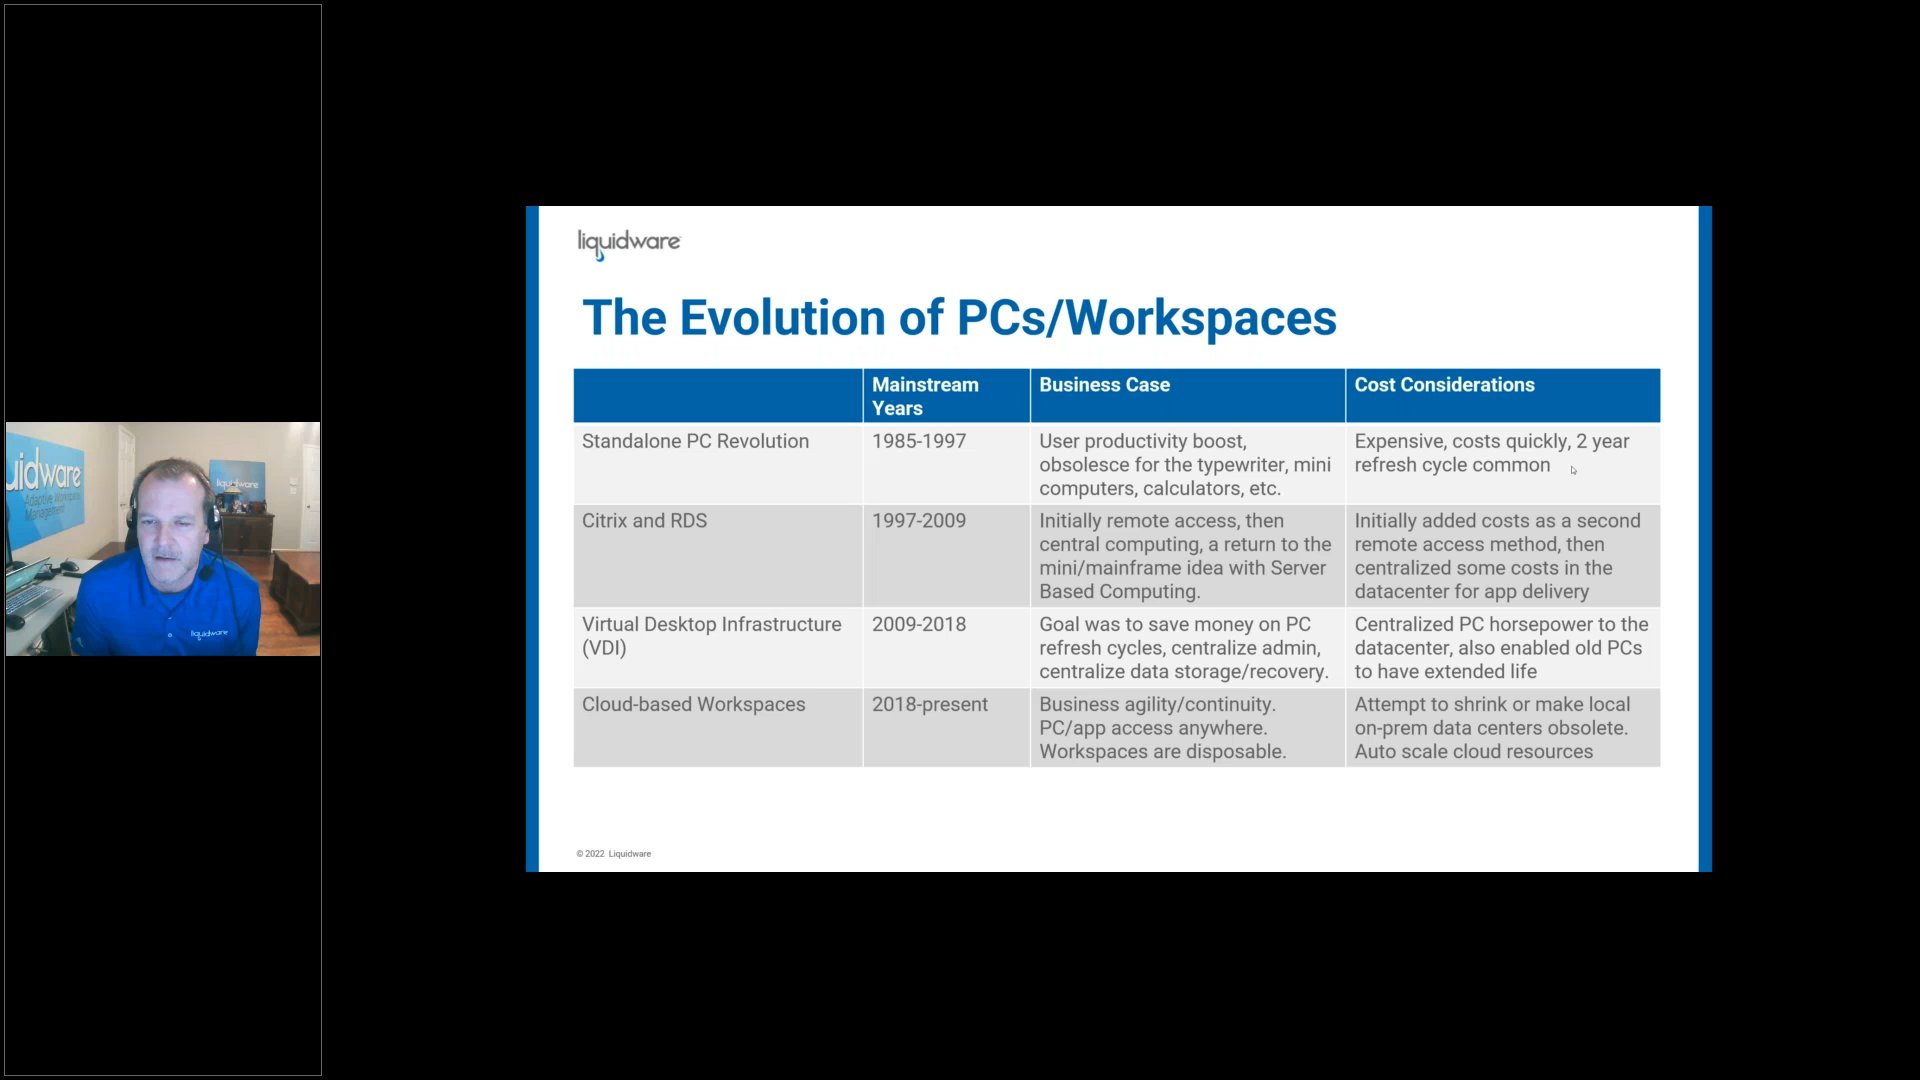 uidware
Adaptive Workspace
Management
liquidware
liquidware
liquidware
The Evolution of PCs/Workspaces
Mainstream
Years
Business Case
Cost Considerations
Standalone PC Revolution
1985-1997
User productivity boost,
obsolesce for the typewriter, mini
computers, calculators, etc.
Expensive, costs quickly, 2 year
refresh cycle common
Citrix and RDS
1997-2009
Initially remote access, then
central computing, a return to the
mini/mainframe idea with Server
Based Computing.
Initially added costs as a second
remote access method, then
centralized some costs in the
datacenter for app delivery
Virtual Desktop Infrastructure
(VDI)
2009-2018
Goal was to save money on PC
refresh cycles, centralize admin,
centralize data storage/recovery.
Centralized PC horsepower to the
datacenter, also enabled old PCs
to have extended life
Cloud-based Workspaces
2018-present
Business agility/continuity.
PC/app access anywhere.
Workspaces are disposable.
Attempt to shrink or make local
on-prem data centers obsolete.
Auto scale cloud resources
© 2022 Liquidware